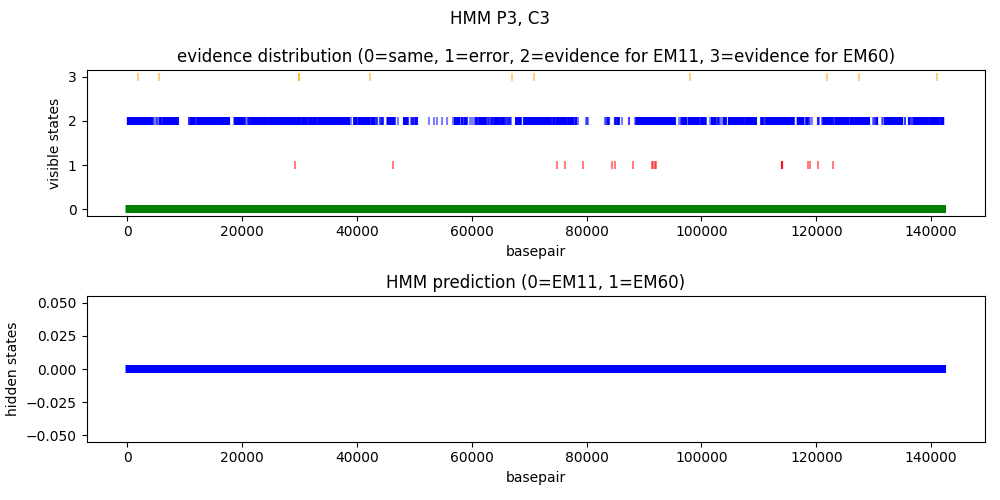 HMM P3, C3
evidence distribution (0=same, 1=error, 2=evidence for EM11, 3=evidence for EM60)
visible states
3
2
1
0
0 20000 40000 60000 80000 100000 120000 140000
basepair
HMM prediction (0=EM11, 1=EM60)
hidden states
0.050
0.025
0.000
−0.025
−0.050
0 20000 40000 60000 80000 100000 120000 140000
basepair